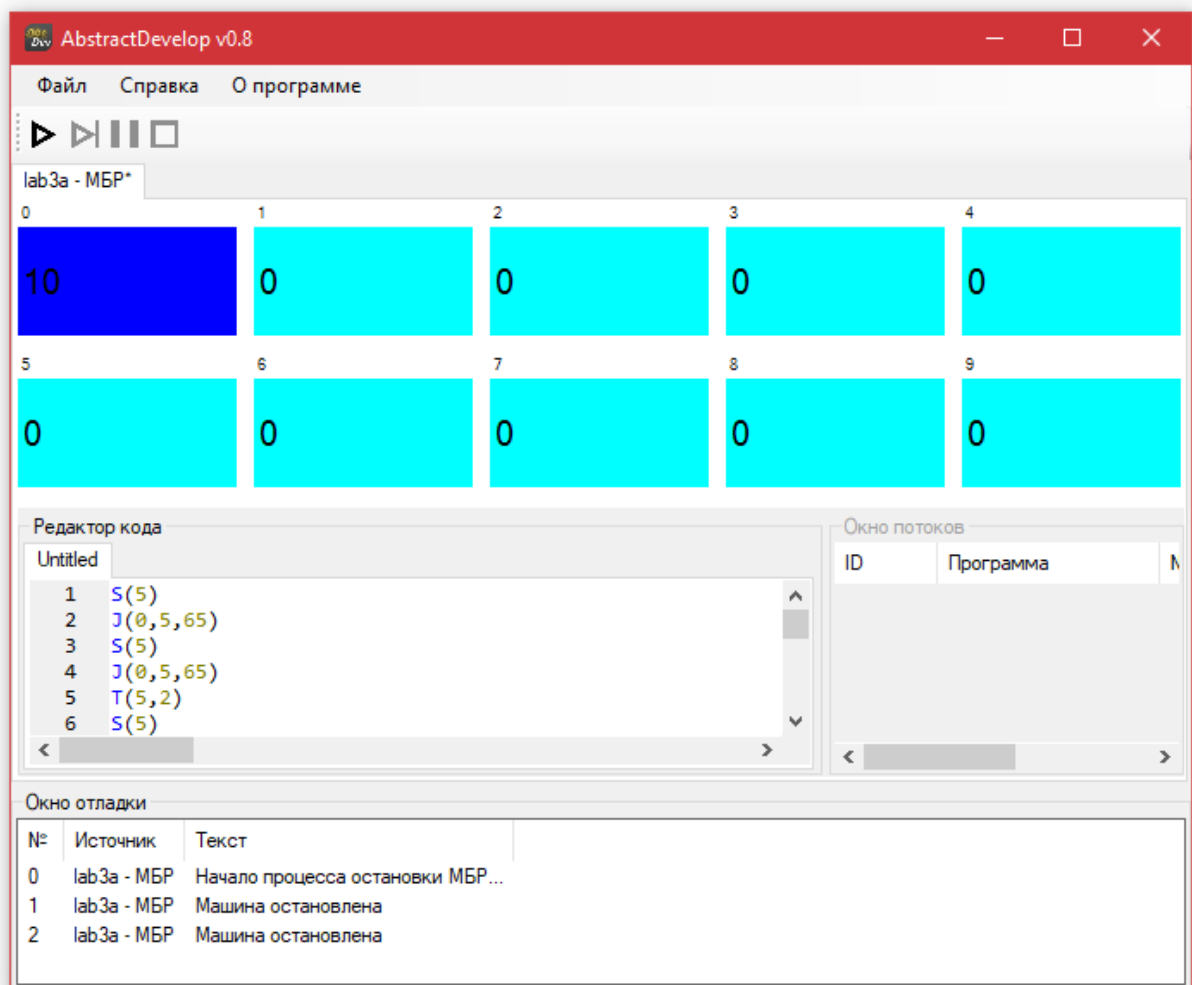 AbstractDevelop v0.8
Файл Справка О программе
lab3a - МБР*
0 1 2 3 4
10 0 0 0 0
5 6 7 8 9
0 0 0 0 0
Редактор кода
Untitled
1 S(5)
2 J(0,5,65)
3 S(5)
4 J(0,5,65)
5 T(5,2)
6 S(5)
Окно потоков
ID Программа
Окно отладки
№ Источник Текст
0 lab3a - МБР Начало процесса остановки МБР...
1 lab3a - МБР Машина остановлена
2 lab3a - МБР Машина остановлена